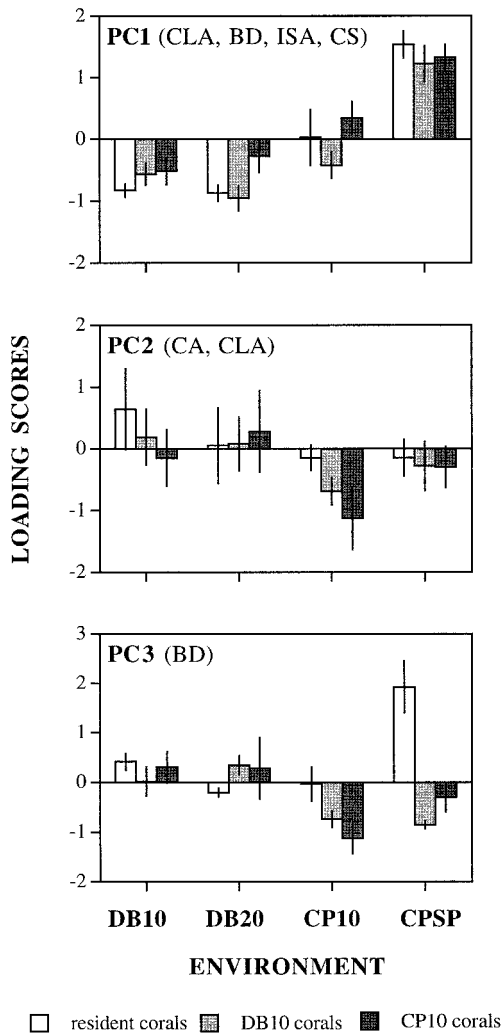 PC1 (CLA, BD, ISA, CS)
2
1
0
-1
-2
PC2 (CA, CLA)
2
1
0
-1
-2
LOADING SCORES
PC3 (BD)
3
2
1
0
-1
-2
DB10 DB20 CP10 CPSP
ENVIRONMENT
resident corals DB10 corals CP10 corals